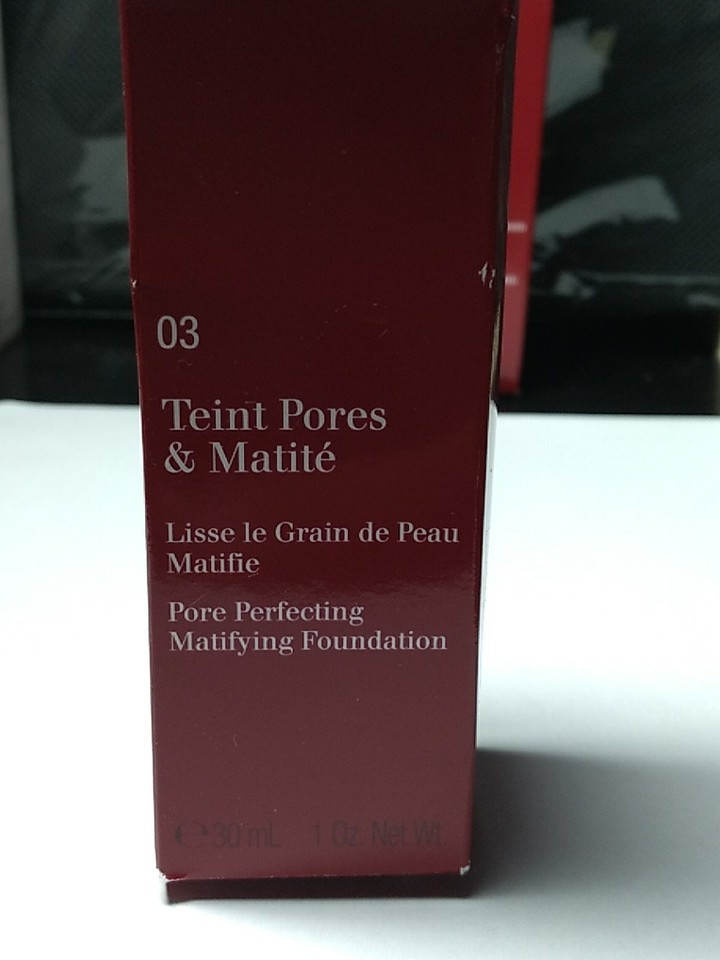 03
Teint Pores
& Matité
Lisse le Grain de Peau
Matifie
Pore Perfecting
Matifying Foundation
℮ 30 mL 1 Oz. Net Wt.